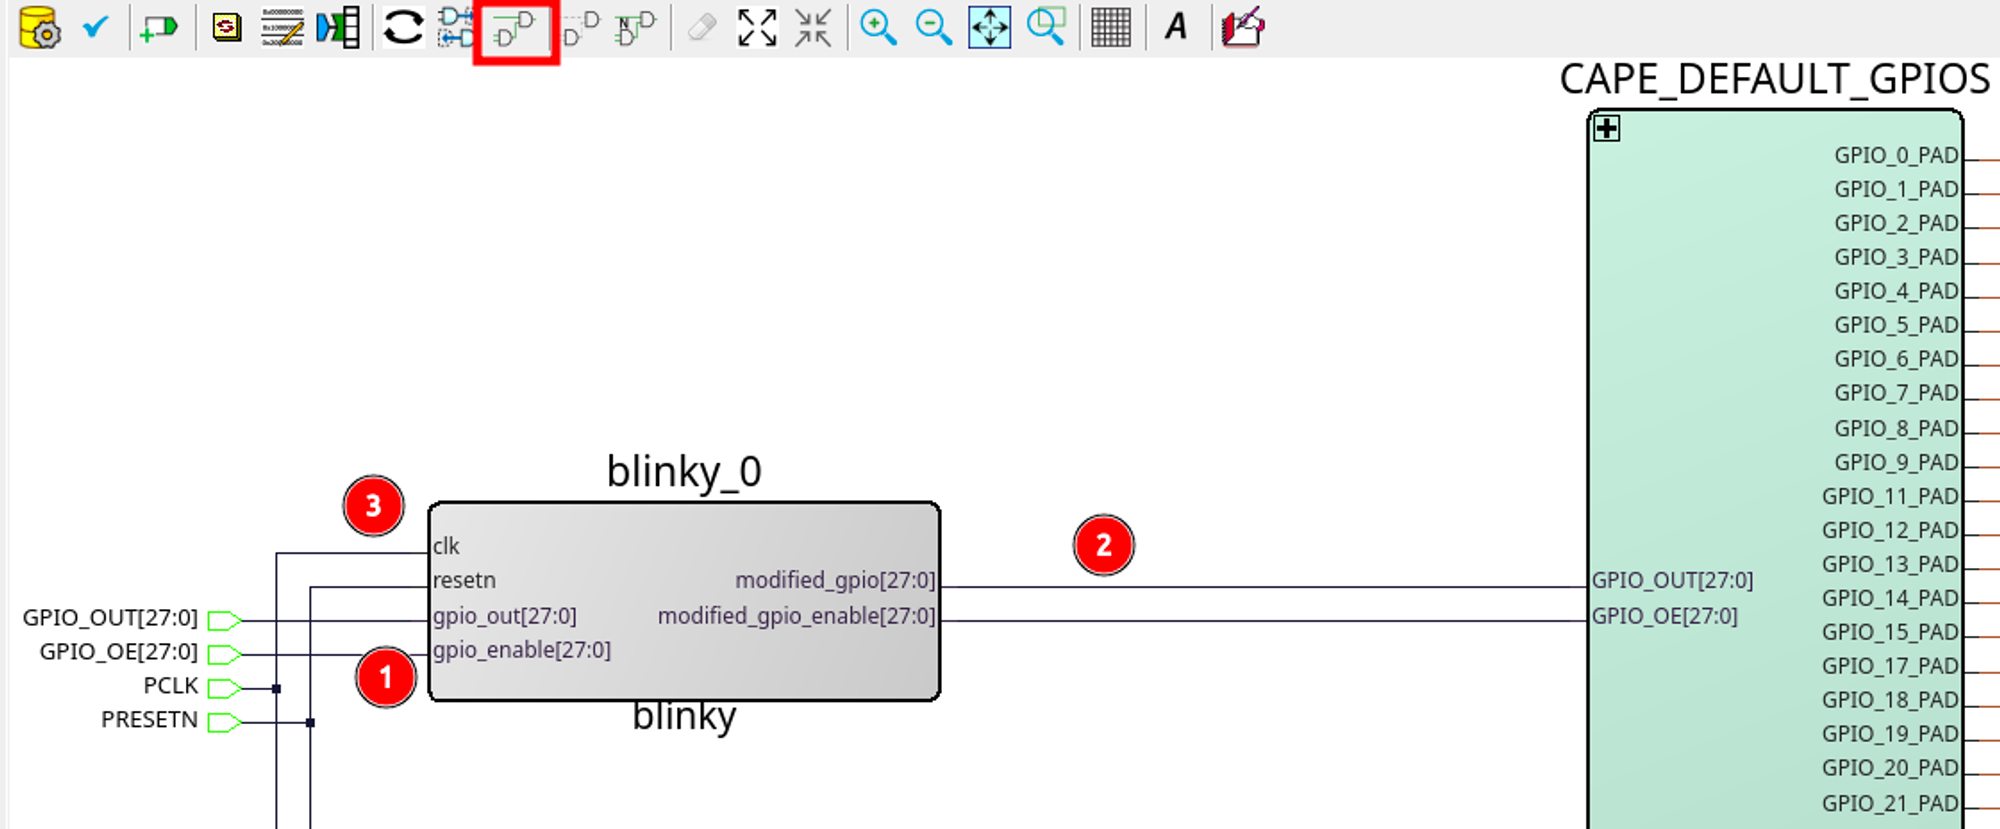 A
CAPE_DEFAULT_GPIOS
GPIO_0_PAD
GPIO_1_PAD
GPIO_2_PAD
GPIO_3_PAD
GPIO_4_PAD
GPIO_5_PAD
GPIO_6_PAD
GPIO_7_PAD
GPIO_8_PAD
GPIO_9_PAD
GPIO_11_PAD
GPIO_12_PAD
GPIO_13_PAD
GPIO_14_PAD
GPIO_15_PAD
GPIO_17_PAD
GPIO_18_PAD
GPIO_19_PAD
GPIO_20_PAD
GPIO_21_PAD
GPIO_OUT[27:0]
GPIO_OE[27:0]
blinky_0
3
clk
resetn
gpio_out[27:0]
gpio_enable[27:0]
modified_gpio[27:0]
modified_gpio_enable[27:0]
2
1
blinky
GPIO_OUT[27:0]
GPIO_OE[27:0]
PCLK
PRESETN